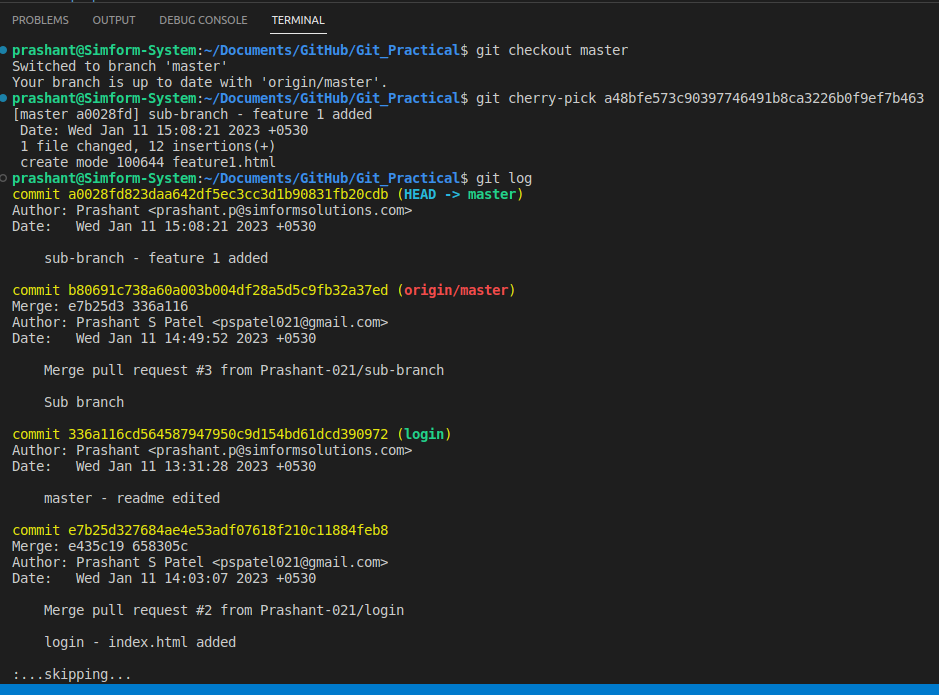 PROBLEMS OUTPUT DEBUG CONSOLE TERMINAL
prashant@Simform-System:~/Documents/GitHub/Git_Practical$ git checkout master
Switched to branch 'master'
Your branch is up to date with 'origin/master'.
prashant@Simform-System:~/Documents/GitHub/Git_Practical$ git cherry-pick a48bfe573c90397746491b8ca3226b0f9ef7b463
[master a0028fd] sub-branch - feature 1 added
 Date: Wed Jan 11 15:08:21 2023 +0530
 1 file changed, 12 insertions(+)
 create mode 100644 feature1.html
prashant@Simform-System:~/Documents/GitHub/Git_Practical$ git log
commit a0028fd823daa642df5ec3cc3d1b90831fb20cdb (HEAD -> master)
Author: Prashant <prashant.p@simformsolutions.com>
Date:   Wed Jan 11 15:08:21 2023 +0530
    sub-branch - feature 1 added
commit b80691c738a60a003b004df28a5d5c9fb32a37ed (origin/master)
Merge: e7b25d3 336a116
Author: Prashant S Patel <pspatel021@gmail.com>
Date:   Wed Jan 11 14:49:52 2023 +0530
    Merge pull request #3 from Prashant-021/sub-branch
    Sub branch
commit 336a116cd564587947950c9d154bd61dcd390972 (login)
Author: Prashant <prashant.p@simformsolutions.com>
Date:   Wed Jan 11 13:31:28 2023 +0530
    master - readme edited
commit e7b25d327684ae4e53adf07618f210c11884feb8
Merge: e435c19 658305c
Author: Prashant S Patel <pspatel021@gmail.com>
Date:   Wed Jan 11 14:03:07 2023 +0530
    Merge pull request #2 from Prashant-021/login
    login - index.html added
:...skipping...